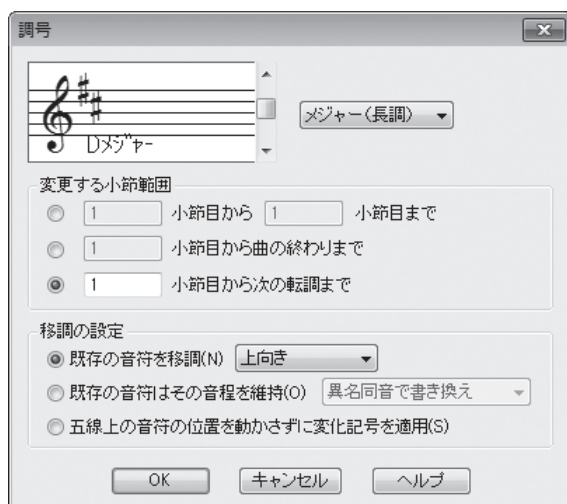 調号
Dメジャー
メジャー(長調)
変更する小節範囲
1 小節目から 1 小節目まで
1 小節目から曲の終わりまで
1 小節目から次の転調まで
移調の設定
既存の音符を移調(N) 上向き
既存の音符はその音程を維持(O) 異名同音で書き換え
五線上の音符の位置を動かさずに変化記号を適用(S)
OK キャンセル ヘルプ